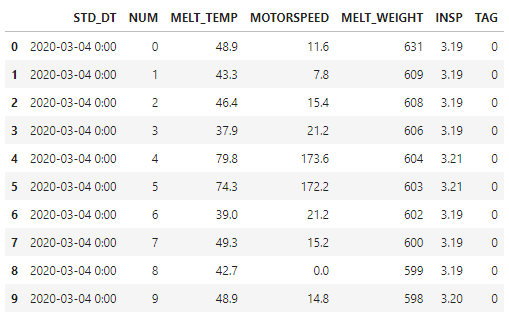 STD_DT NUM MELT_TEMP MOTORSPEED MELT_WEIGHT INSP TAG
0 2020-03-04 0:00 0 48.9 11.6 631 3.19 0
1 2020-03-04 0:00 1 43.3 7.8 609 3.19 0
2 2020-03-04 0:00 2 46.4 15.4 608 3.19 0
3 2020-03-04 0:00 3 37.9 21.2 606 3.19 0
4 2020-03-04 0:00 4 79.8 173.6 604 3.21 0
5 2020-03-04 0:00 5 74.3 172.2 603 3.21 0
6 2020-03-04 0:00 6 39.0 21.2 602 3.19 0
7 2020-03-04 0:00 7 49.3 15.2 600 3.19 0
8 2020-03-04 0:00 8 42.7 0.0 599 3.19 0
9 2020-03-04 0:00 9 48.9 14.8 598 3.20 0